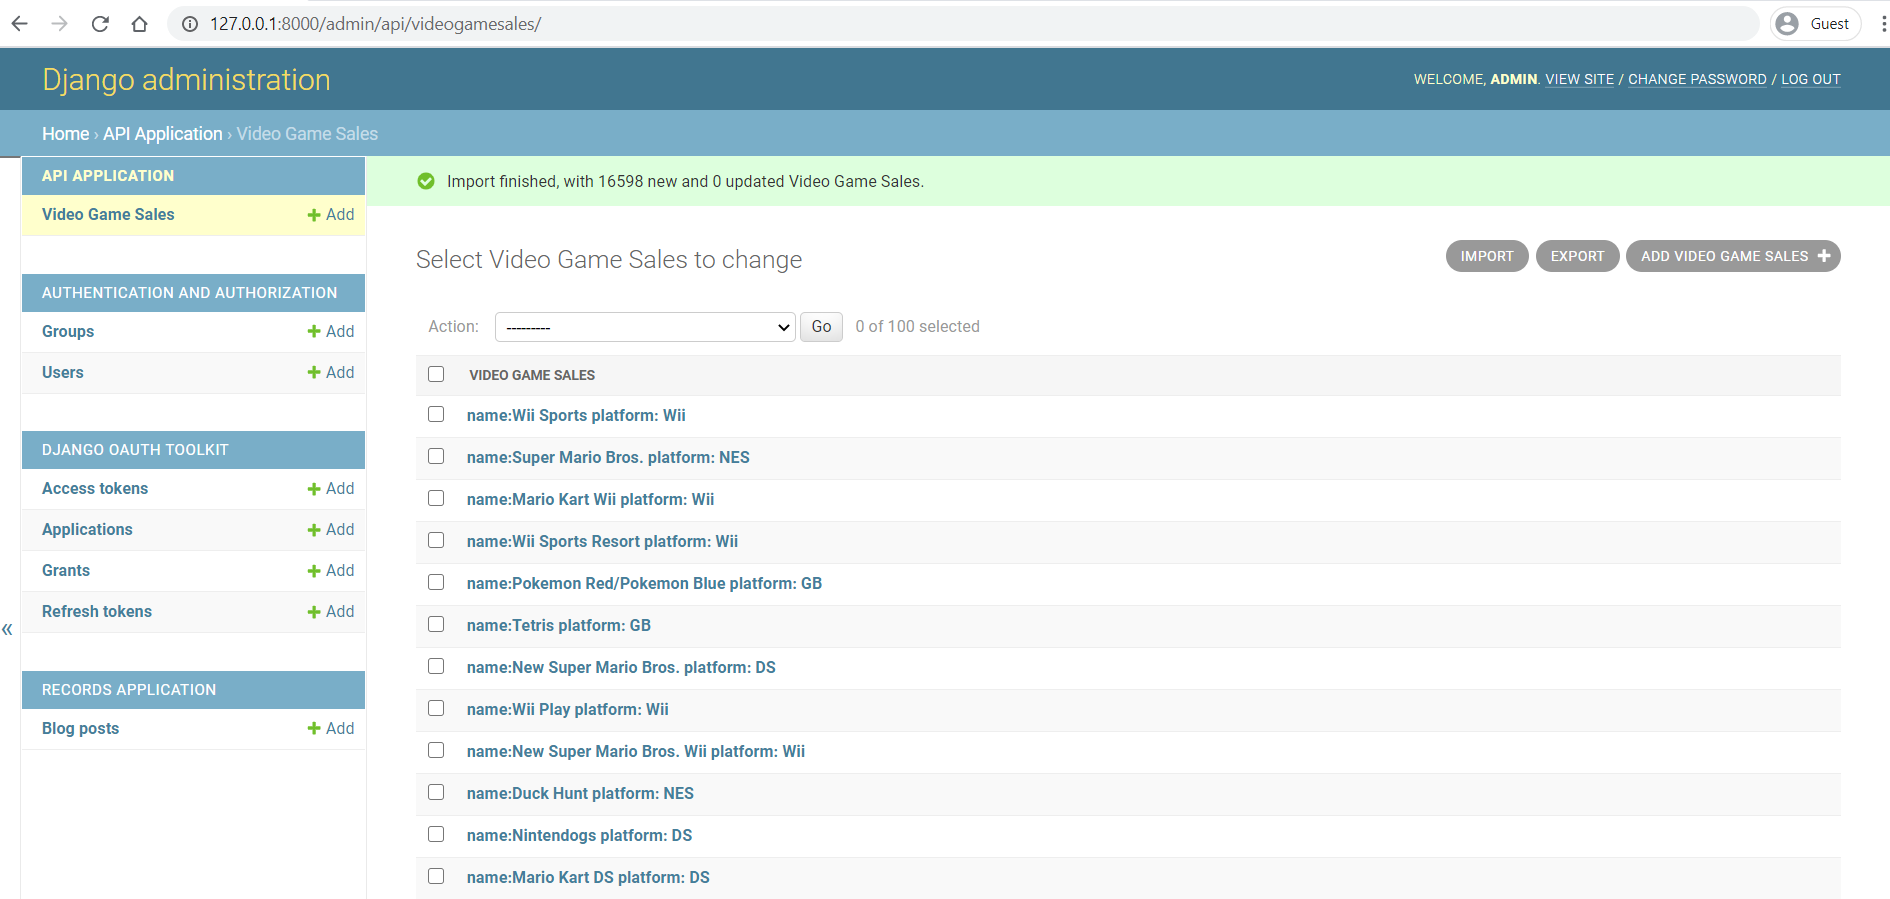 127.0.0.1:8000/admin/api/videogamesales/
Guest
Django administration
WELCOME, ADMIN. VIEW SITE / CHANGE PASSWORD / LOG OUT
Home › API Application › Video Game Sales
API APPLICATION
Video Game Sales
Add
AUTHENTICATION AND AUTHORIZATION
Groups
Add
Users
Add
DJANGO OAUTH TOOLKIT
Access tokens
Add
Applications
Add
Grants
Add
Refresh tokens
Add
RECORDS APPLICATION
Blog posts
Add
«
Import finished, with 16598 new and 0 updated Video Game Sales.
Select Video Game Sales to change
IMPORT
EXPORT
ADD VIDEO GAME SALES
Action:
---------
Go
0 of 100 selected
VIDEO GAME SALES
name:Wii Sports platform: Wii
name:Super Mario Bros. platform: NES
name:Mario Kart Wii platform: Wii
name:Wii Sports Resort platform: Wii
name:Pokemon Red/Pokemon Blue platform: GB
name:Tetris platform: GB
name:New Super Mario Bros. platform: DS
name:Wii Play platform: Wii
name:New Super Mario Bros. Wii platform: Wii
name:Duck Hunt platform: NES
name:Nintendogs platform: DS
name:Mario Kart DS platform: DS